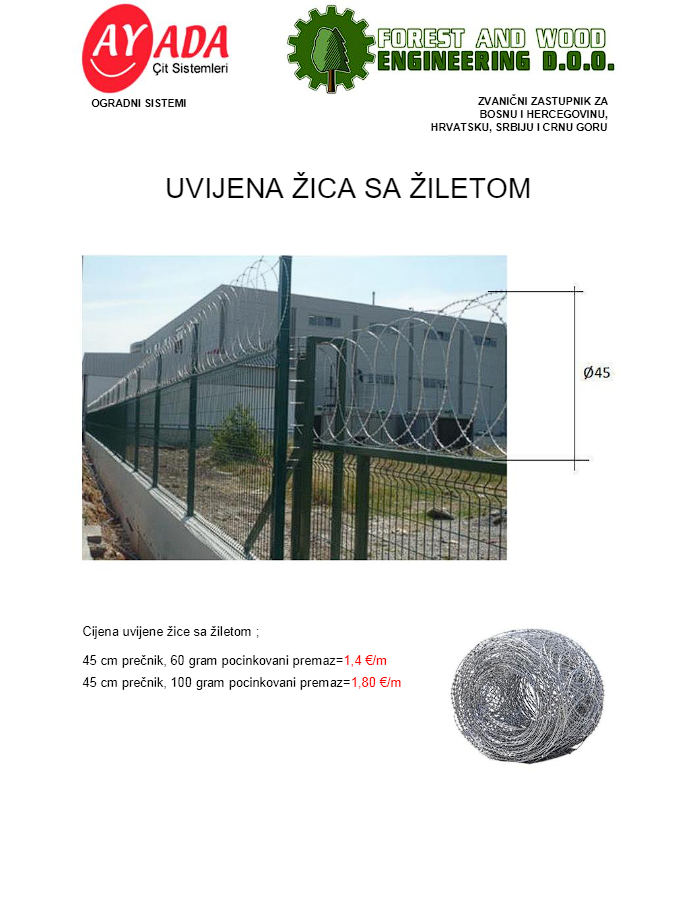 AYADA
Çit Sistemleri
FOREST AND WOOD
ENGINEERING D.O.O.
OGRADNI SISTEMI
ZVANIČNI ZASTUPNIK ZA
BOSNU I HERCEGOVINU,
HRVATSKU, SRBIJU I CRNU GORU
UVIJENA ŽICA SA ŽILETOM
Ø45
Cijena uvijene žice sa žiletom ;
45 cm prečnik, 60 gram pocinkovani premaz=1,4 €/m
45 cm prečnik, 100 gram pocinkovani premaz=1,80 €/m